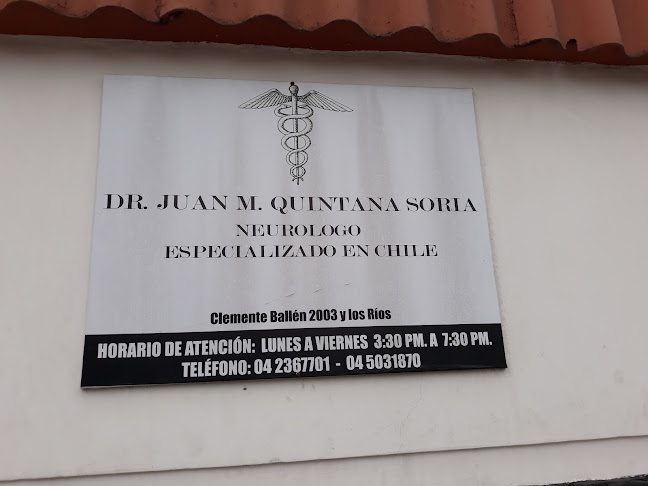 DR. JUAN M. QUINTANA SORIA
NEUROLOGO
ESPECIALIZADO EN CHILE
Clemente Ballén 2003 y los Ríos
HORARIO DE ATENCIÓN: LUNES A VIERNES 3:30 PM. A 7:30 PM.
TELÉFONO: 04 2367701 - 04 5031870